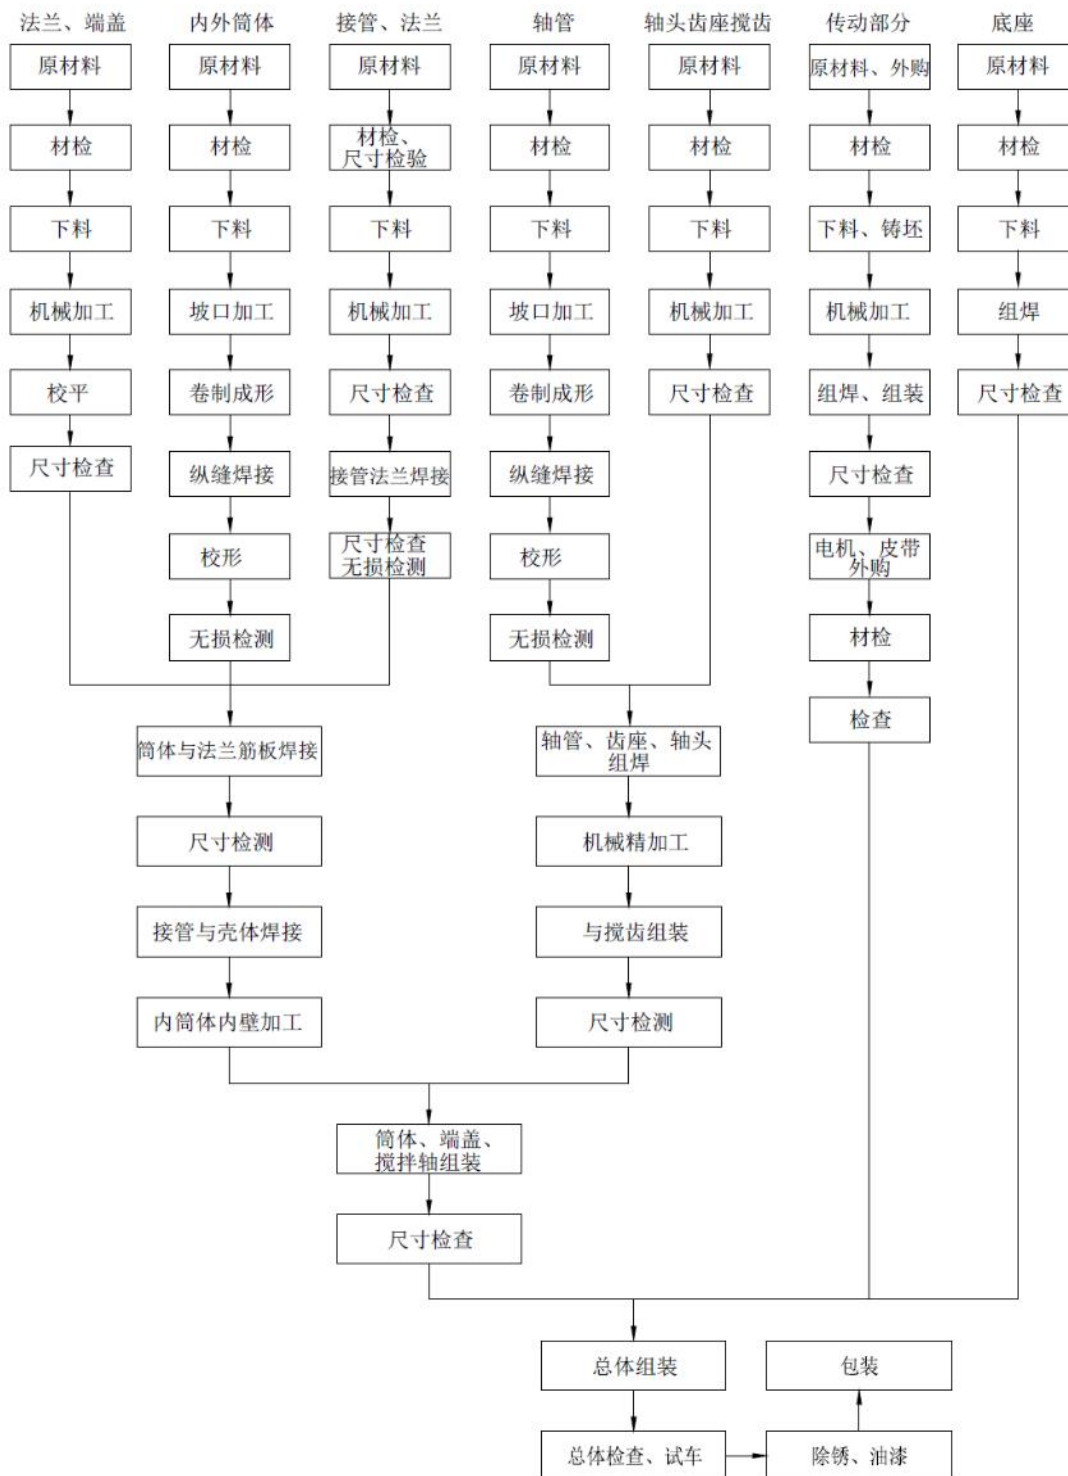 法兰、端盖
内外筒体
接管、法兰
轴管
轴头齿座搅齿
传动部分
底座
原材料
原材料
原材料
原材料
原材料
原材料、外购
原材料
材检
材检
材检、
尺寸检验
材检
材检
材检
材检
下料
下料
下料
下料
下料
下料、铸坯
下料
机械加工
坡口加工
机械加工
坡口加工
机械加工
机械加工
组焊
校平
卷制成形
尺寸检查
卷制成形
尺寸检查
组焊、组装
尺寸检查
尺寸检查
纵缝焊接
接管法兰焊接
纵缝焊接
尺寸检查
校形
尺寸检查
无损检测
校形
电机、皮带
外购
无损检测
无损检测
材检
检查
筒体与法兰筋板焊接
轴管、齿座、轴头
组焊
尺寸检测
机械精加工
接管与壳体焊接
与搅齿组装
内筒体内壁加工
尺寸检测
筒体、端盖、
搅拌轴组装
尺寸检查
总体组装
包装
总体检查、试车
除锈、油漆